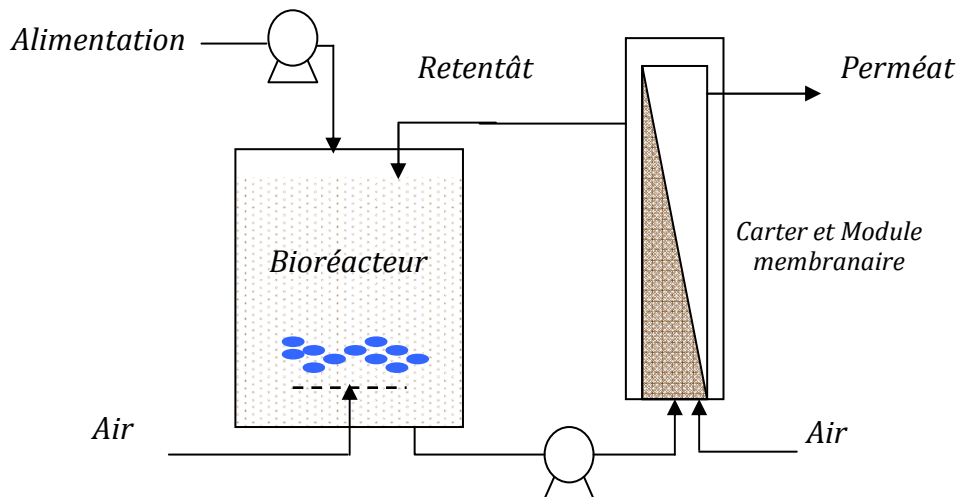 Alimentation
Retentât
Perméat
Bioréacteur
Carter et Module
membranaire
Air
Air